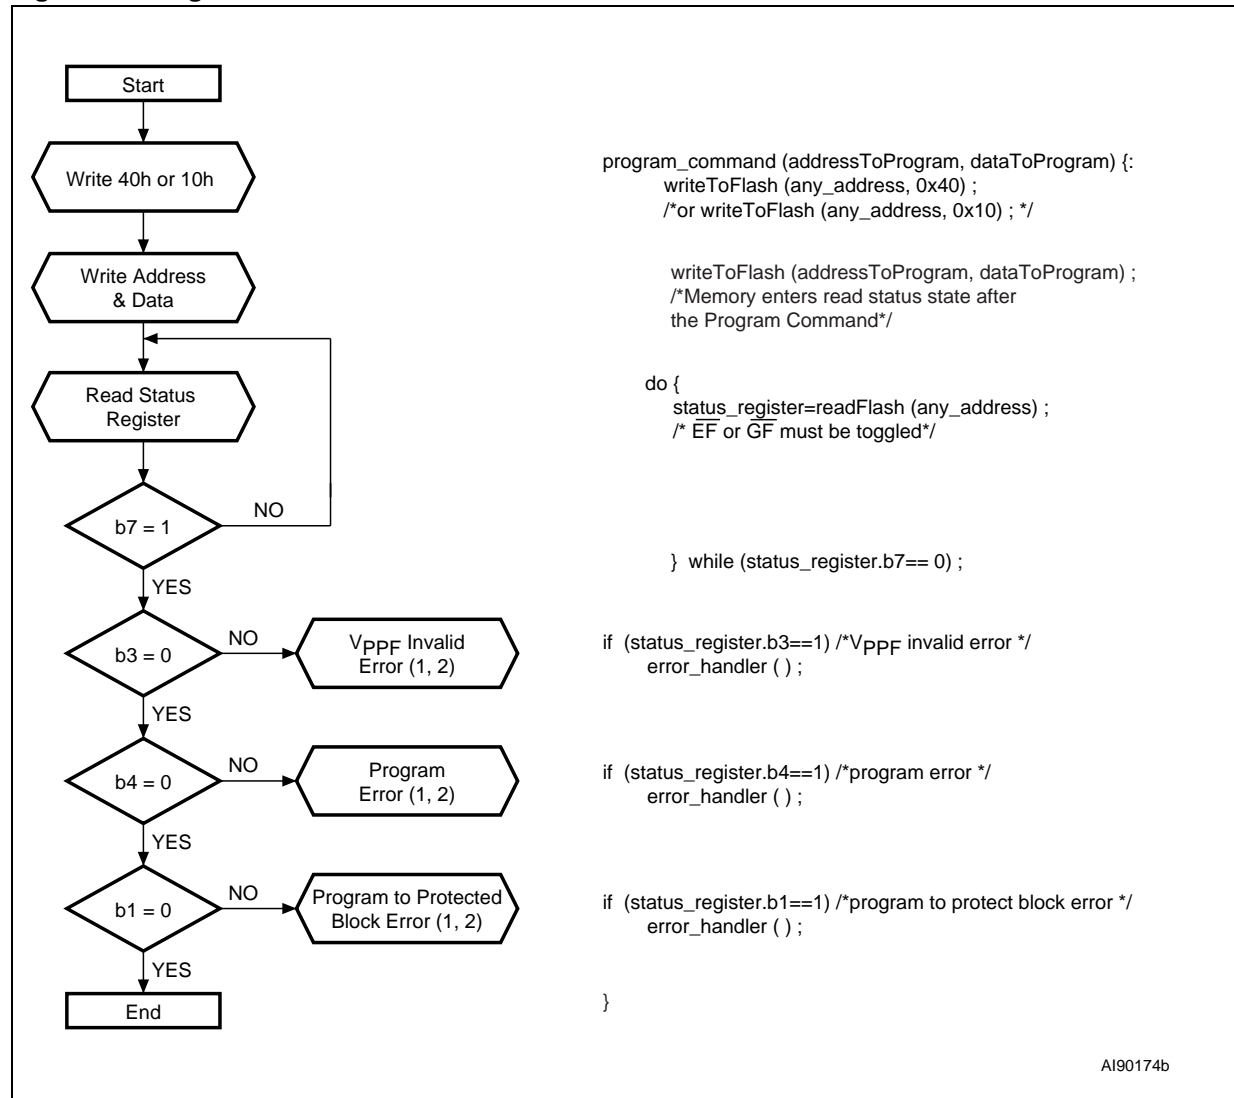 Start
Write 40h or 10h
Write Address
& Data
Read Status
Register
b7 = 1
NO
YES
b3 = 0
NO
VPPF Invalid
Error (1, 2)
YES
b4 = 0
NO
Program
Error (1, 2)
YES
b1 = 0
NO
Program to Protected
Block Error (1, 2)
YES
End
program_command (addressToProgram, dataToProgram) {:
writeToFlash (any_address, 0x40) ;
/*or writeToFlash (any_address, 0x10) ; */
writeToFlash (addressToProgram, dataToProgram) ;
/*Memory enters read status state after
the Program Command*/
do {
status_register=readFlash (any_address) ;
/* EF or GF must be toggled*/
} while (status_register.b7== 0) ;
if (status_register.b3==1) /*VPPF invalid error */
error_handler ( ) ;
if (status_register.b4==1) /*program error */
error_handler ( ) ;
if (status_register.b1==1) /*program to protect block error */
error_handler ( ) ;
}
AI90174b